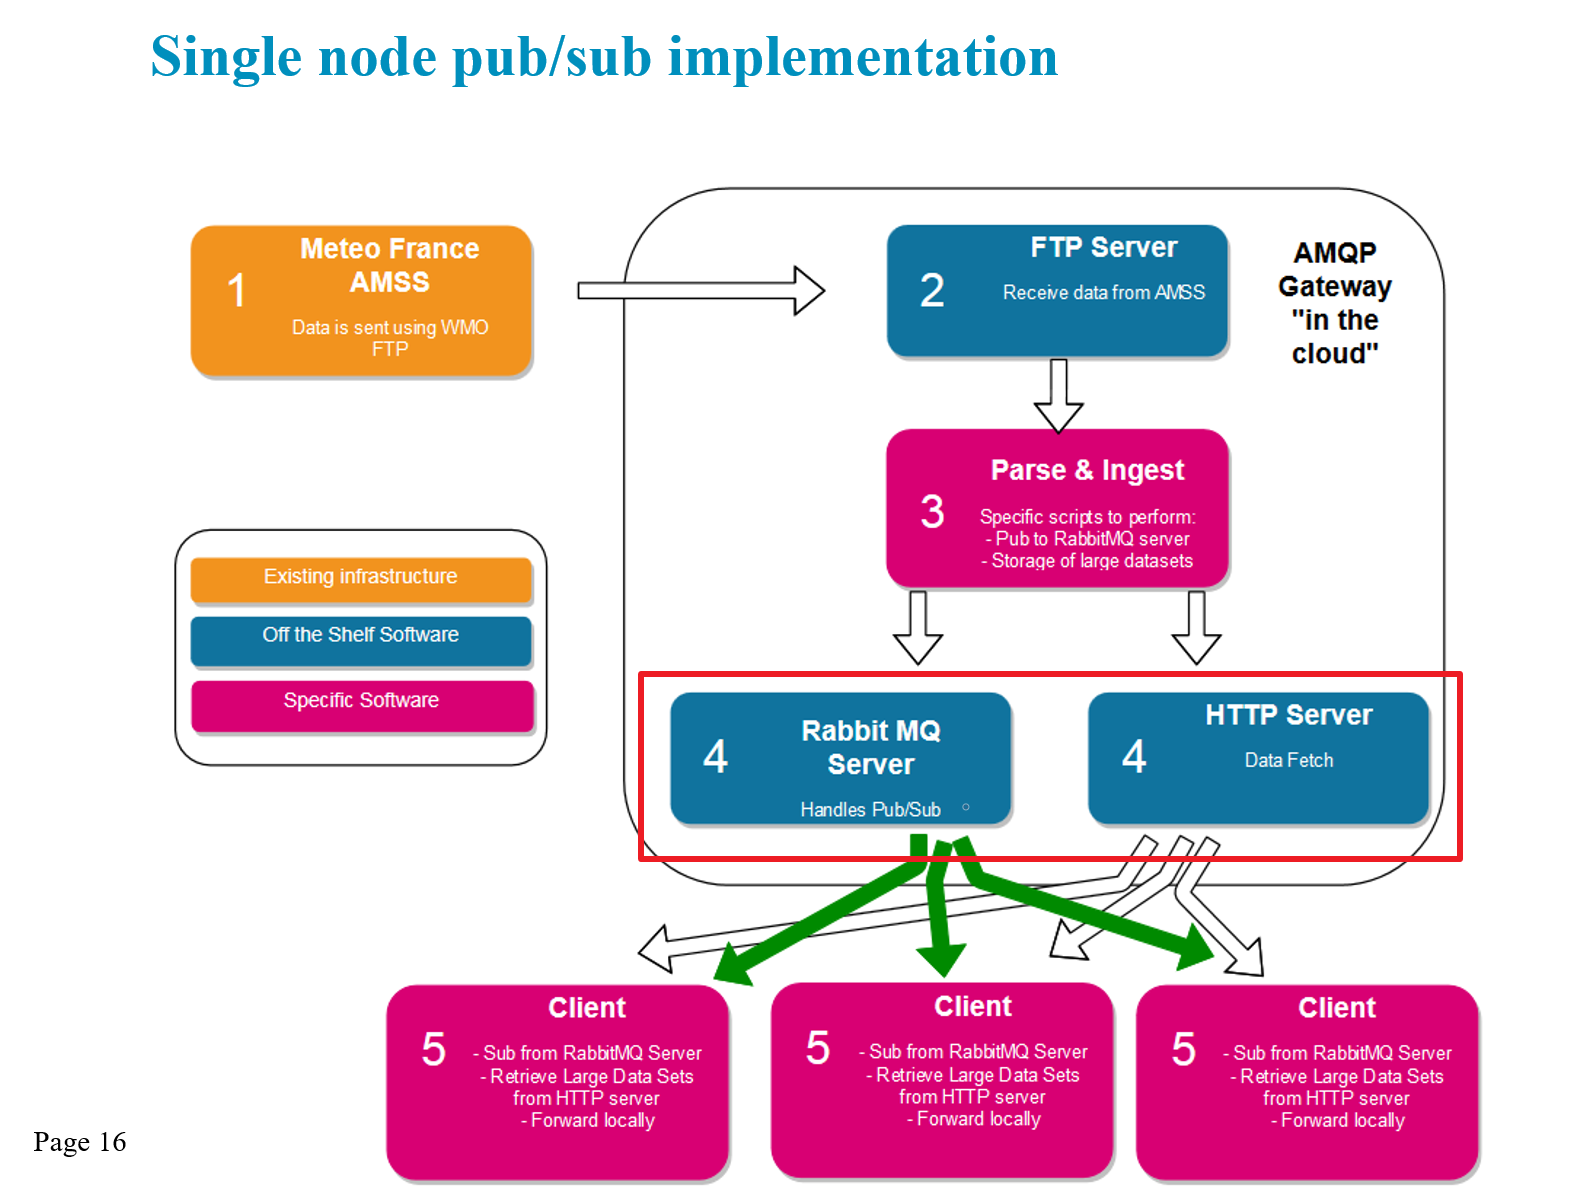 Single node pub/sub implementation
1
Meteo France
AMSS
Data is sent using WMO
FTP
2
FTP Server
Receive data from AMSS
AMQP
Gateway
"in the
cloud"
3
Parse & Ingest
Specific scripts to perform:
- Pub to RabbitMQ server
- Storage of large datasets
Existing infrastructure
Off the Shelf Software
Specific Software
4
Rabbit MQ
Server
Handles Pub/Sub
4
HTTP Server
Data Fetch
5
Client
- Sub from RabbitMQ Server
- Retrieve Large Data Sets
from HTTP server
- Forward locally
5
Client
- Sub from RabbitMQ Server
- Retrieve Large Data Sets
from HTTP server
- Forward locally
5
Client
- Sub from RabbitMQ Server
- Retrieve Large Data Sets
from HTTP server
- Forward locally
Page 16